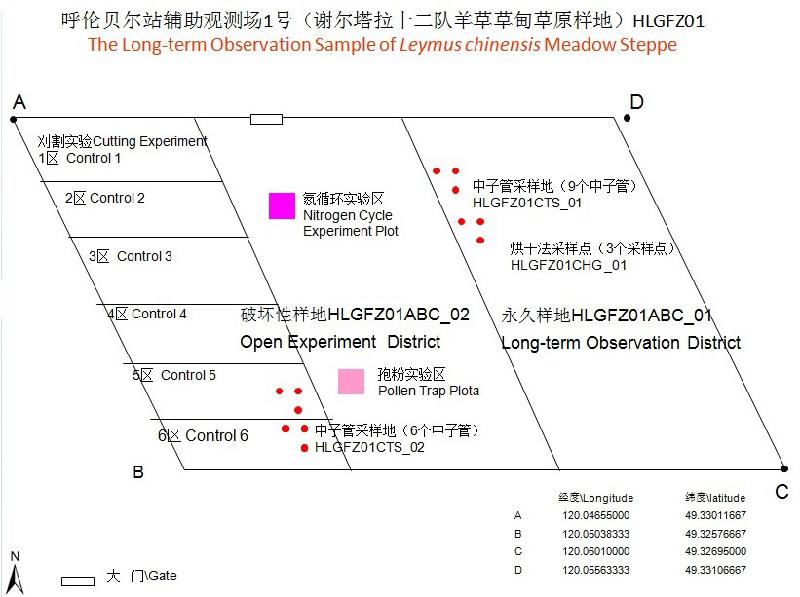 呼伦贝尔站辅助观测场1号（谢尔塔拉十二队羊草草甸草原样地）HLGFZ01
The Long-term Observation Sample of Leymus chinensis Meadow Steppe
A
D
刈割实验Cutting Experiment
1区 Control 1
2区 Control 2
3区 Control 3
4区 Control 4
5区 Control 5
6区 Control 6
氮循环实验区
Nitrogen Cycle
Experiment Plot
中子管采样地（9个中子管）
HLGFZ01CTS_01
烘干法采样点（3个采样点）
HLGFZ01CHG_01
破坏性样地HLGFZ01ABC_02
Open Experiment District
永久样地HLGFZ01ABC_01
Long-term Observation District
孢粉实验区
Pollen Trap Plota
中子管采样地（6个中子管）
HLGFZ01CTS_02
B
C
经度\Longitude 纬度\latitude
A 120.04655000 49.33011667
B 120.05038333 49.32576667
C 120.06010000 49.32695000
D 120.05563333 49.33106667
N
大 门\Gate